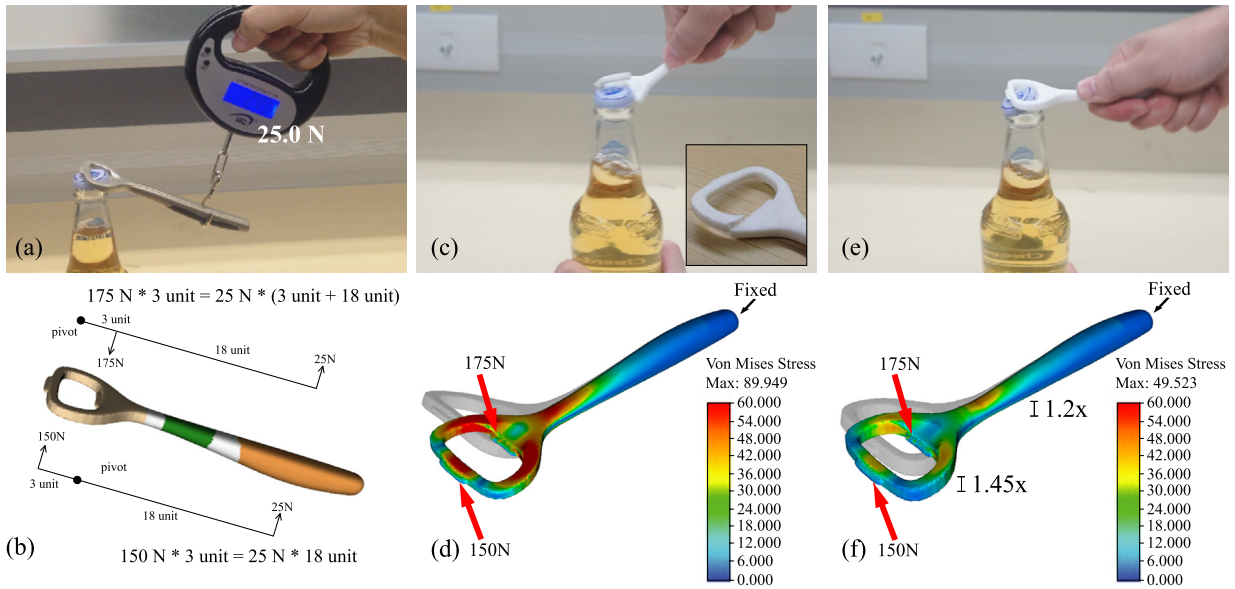 25.0 N
(a)
(c)
(e)
175 N * 3 unit = 25 N * (3 unit + 18 unit)
3 unit
pivot
175N
18 unit
25N
150N
pivot
3 unit
18 unit
25N
(b)
150 N * 3 unit = 25 N * 18 unit
Fixed
175N
Von Mises Stress
Max: 89.949
60.000
54.000
48.000
42.000
36.000
30.000
24.000
18.000
12.000
6.000
0.000
150N
(d)
Fixed
175N
Von Mises Stress
Max: 49.523
60.000
54.000
48.000
42.000
36.000
30.000
24.000
18.000
12.000
6.000
0.000
1.2x
1.45x
150N
(f)